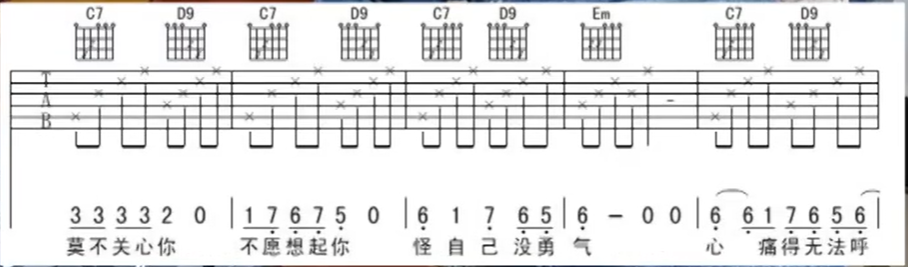 C7 D9 C7 D9 C7 D9 Em C7 D9
T
A
B
3 3 3 3 2 0 | 1 7 6 7 5 0 | 6 1 7 6 5 | 6 - 0 0 | 6 6 1 7 6 5 6
莫不关心你 不愿想起你 怪自己没勇气 心 痛得无法呼